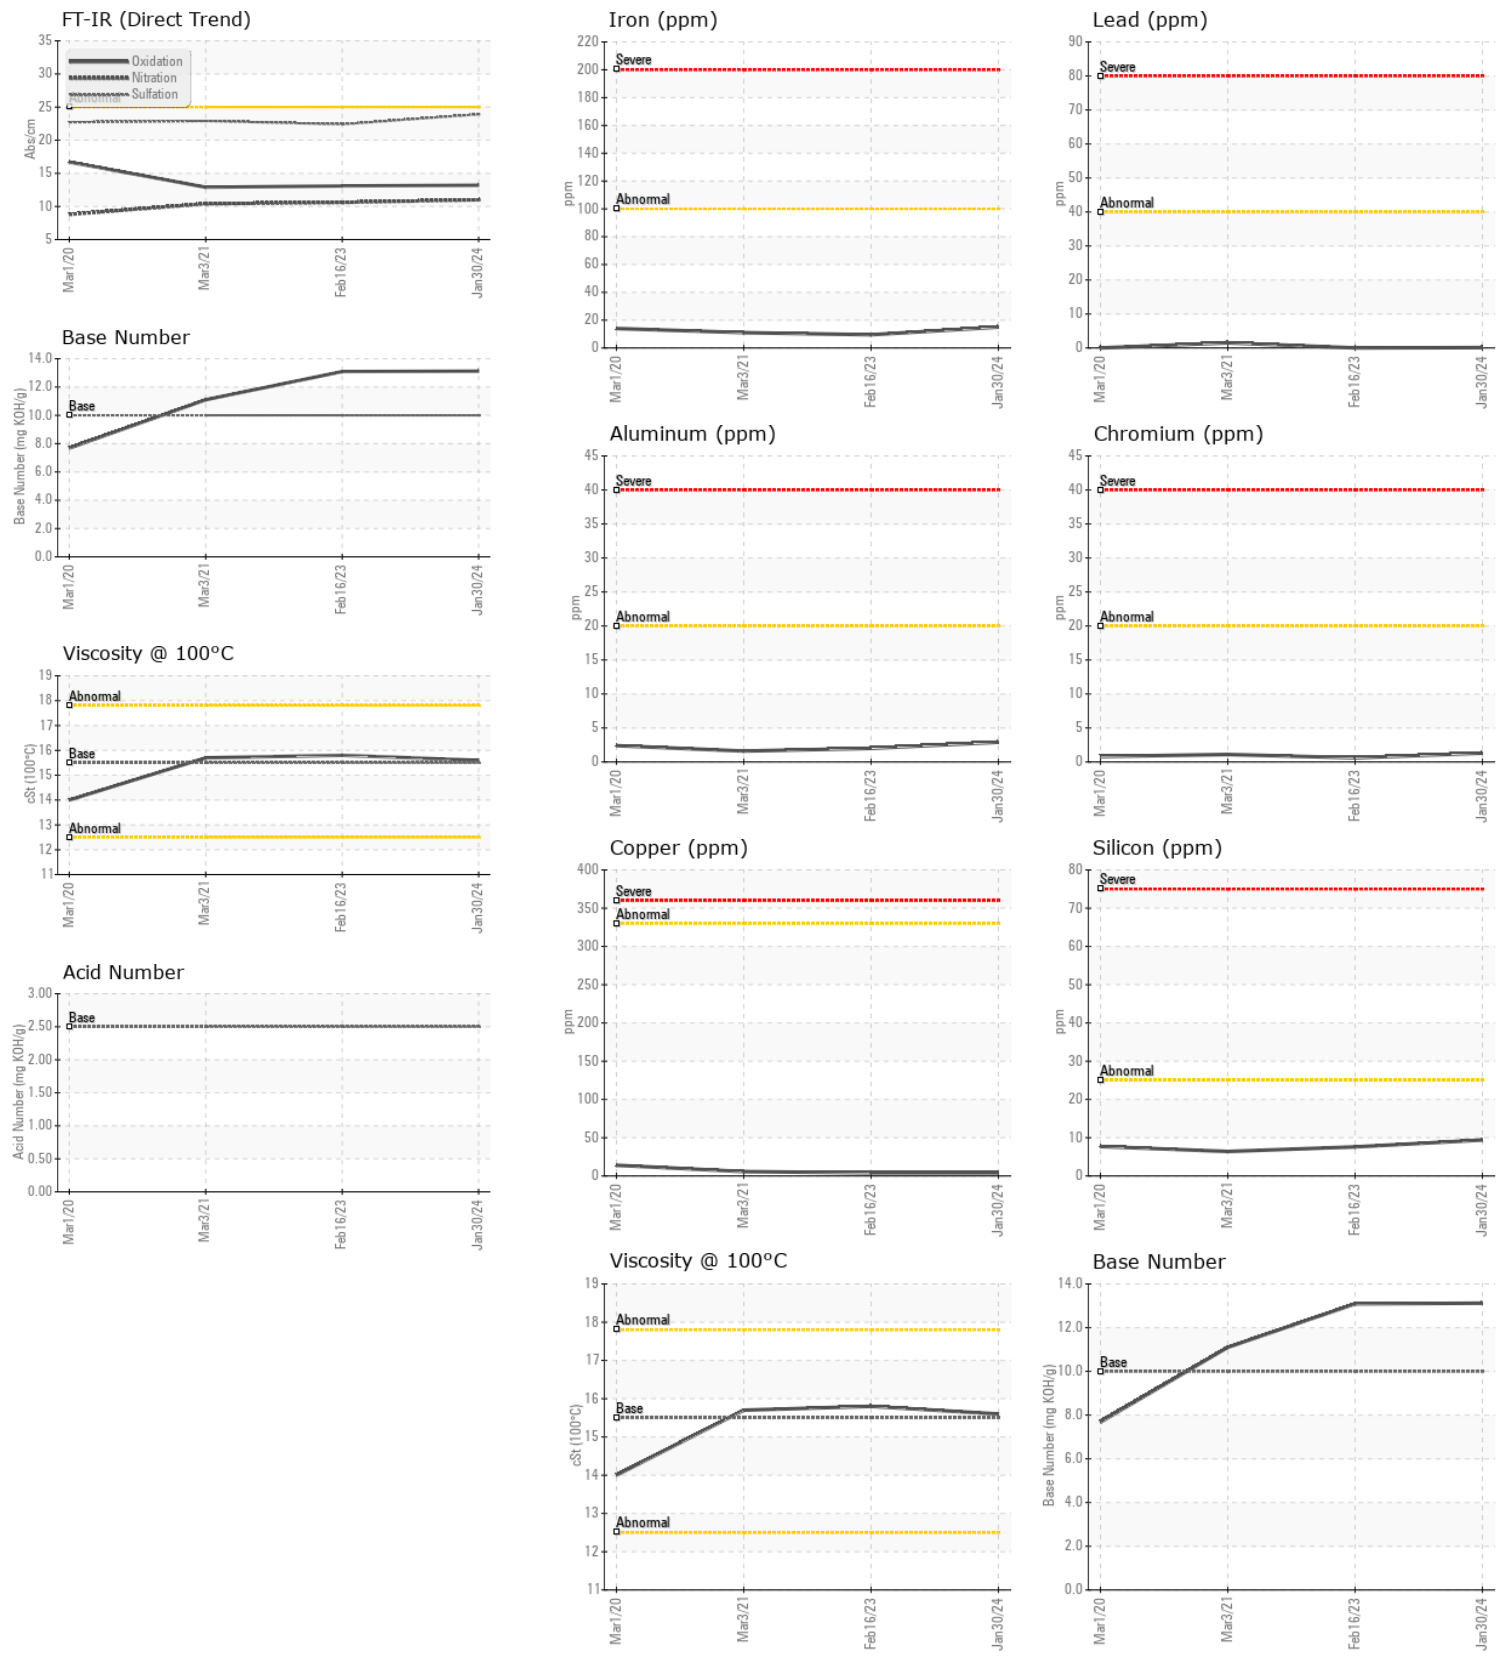 FT-IR (Direct Trend)
35
30
25
20
15
10
5
Abs/cm
Oxidation
Nitration
Sulfation
Abnormal
Mar1/20
Mar3/21
Feb16/23
Jan30/24
Base Number
14.0
12.0
10.0
8.0
6.0
4.0
2.0
0.0
Base Number (mg KOH/g)
Base
Mar1/20
Mar3/21
Feb16/23
Jan30/24
Viscosity @ 100°C
19
18
17
16
15
14
13
12
11
cSt (100°C)
Abnormal
Base
Abnormal
Mar1/20
Mar3/21
Feb16/23
Jan30/24
Acid Number
3.00
2.50
2.00
1.50
1.00
0.50
0.00
Acid Number (mg KOH/g)
Base
Mar1/20
Mar3/21
Feb16/23
Jan30/24
Iron (ppm)
220
200
180
160
140
120
100
80
60
40
20
0
ppm
Severe
Abnormal
Mar1/20
Mar3/21
Feb16/23
Jan30/24
Lead (ppm)
90
80
70
60
50
40
30
20
10
0
ppm
Severe
Abnormal
Mar1/20
Mar3/21
Feb16/23
Jan30/24
Aluminum (ppm)
45
40
35
30
25
20
15
10
5
0
ppm
Severe
Abnormal
Mar1/20
Mar3/21
Feb16/23
Jan30/24
Chromium (ppm)
45
40
35
30
25
20
15
10
5
0
ppm
Severe
Abnormal
Mar1/20
Mar3/21
Feb16/23
Jan30/24
Copper (ppm)
400
350
300
250
200
150
100
50
0
ppm
Severe
Abnormal
Mar1/20
Mar3/21
Feb16/23
Jan30/24
Silicon (ppm)
80
70
60
50
40
30
20
10
0
ppm
Severe
Abnormal
Mar1/20
Mar3/21
Feb16/23
Jan30/24
Viscosity @ 100°C
19
18
17
16
15
14
13
12
11
cSt (100°C)
Abnormal
Base
Abnormal
Mar1/20
Mar3/21
Feb16/23
Jan30/24
Base Number
14.0
12.0
10.0
8.0
6.0
4.0
2.0
0.0
Base Number (mg KOH/g)
Base
Mar1/20
Mar3/21
Feb16/23
Jan30/24